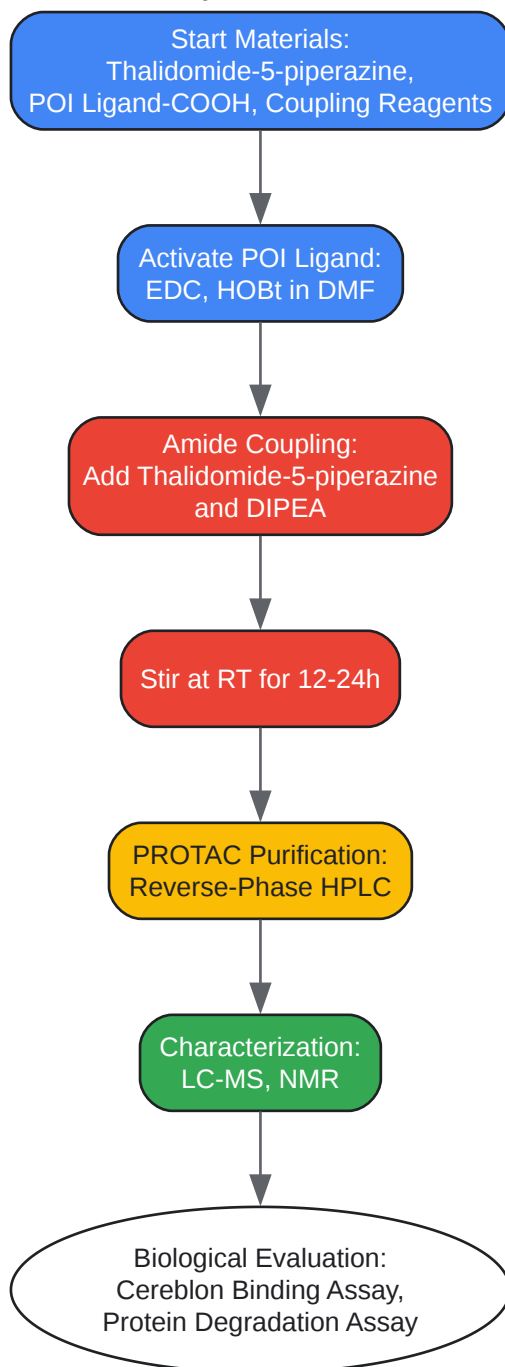 Start Materials:
Thalidomide-5-piperazine,
POI Ligand-COOH, Coupling Reagents
Activate POI Ligand:
EDC, HOBt in DMF
Amide Coupling:
Add Thalidomide-5-piperazine
and DIPEA
Stir at RT for 12-24h
PROTAC Purification:
Reverse-Phase HPLC
Characterization:
LC-MS, NMR
Biological Evaluation:
Cereblon Binding Assay,
Protein Degradation Assay